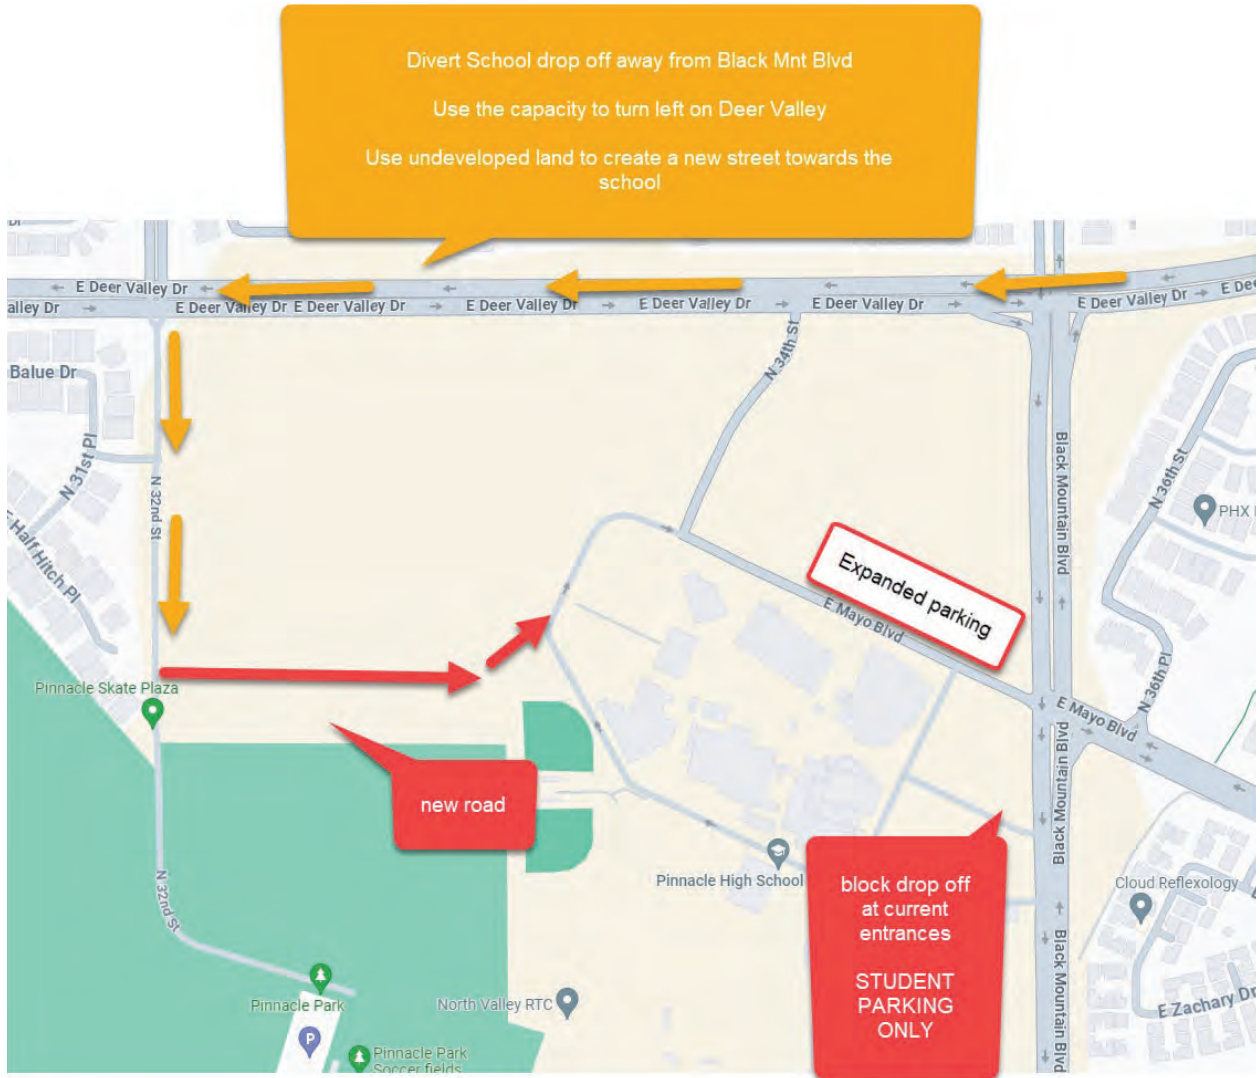 Divert School drop off away from Black Mnt Blvd
Use the capacity to turn left on Deer Valley
Use undeveloped land to create a new street towards the
school
E Deer Valley Dr
alley Dr
E Deer Valley Dr
E Deer Valley Dr
E Deer Valley Dr
E Deer Valley Dr
E Deer Valley Dr
E Deer Valley Dr
E Dee
N 34th St
Balue Dr
N 31st Pl
N 32nd St
E Half Hitch Pl
Black Mountain Blvd
N 36th St
PHX
Expanded parking
E Mayo Blvd
N 36th Pl
Pinnacle Skate Plaza
E Mayo Blvd
Black Mountain Blvd
new road
N 32nd St
Pinnacle High School
block drop off
at current
entrances
STUDENT
PARKING
ONLY
Cloud Reflexology
Black Mountain Blvd
Pinnacle Park
North Valley RTC
E Zachary Dr
P
Pinnacle Park
Soccer fields